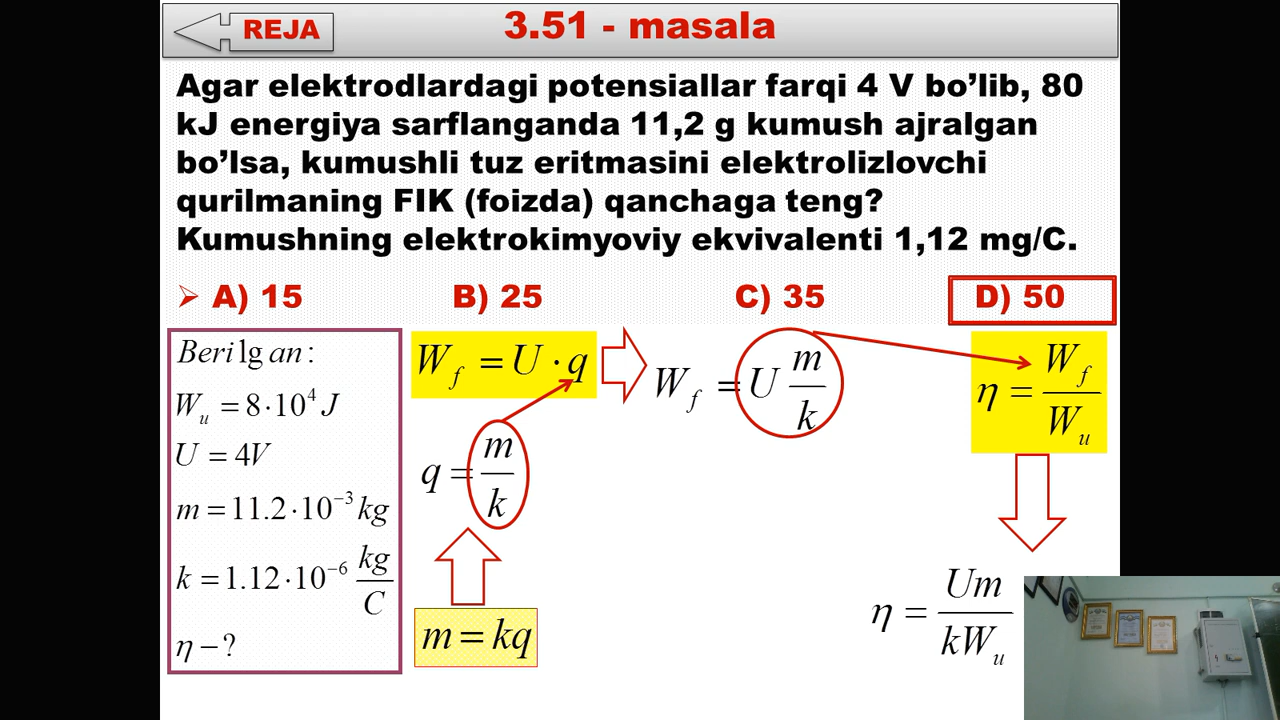 REJA
3.51 - masala
Agar elektrodlardagi potensiallar farqi 4 V bo’lib, 80
kJ energiya sarflanganda 11,2 g kumush ajralgan
bo’lsa, kumushli tuz eritmasini elektrolizlovchi
qurilmaning FIK (foizda) qanchaga teng?
Kumushning elektrokimyoviy ekvivalenti 1,12 mg/C.
➢ A) 15 B) 25 C) 35 D) 50
Berilg an :
W_u = 8·10^4 J
U = 4V
m = 11.2·10^−3 kg
k = 1.12·10^−6 kg/C
η − ?
W_f = U · q
q = m/k
m = kq
W_f = U m/k
η = W_f/W_u
η = Um/kW_u